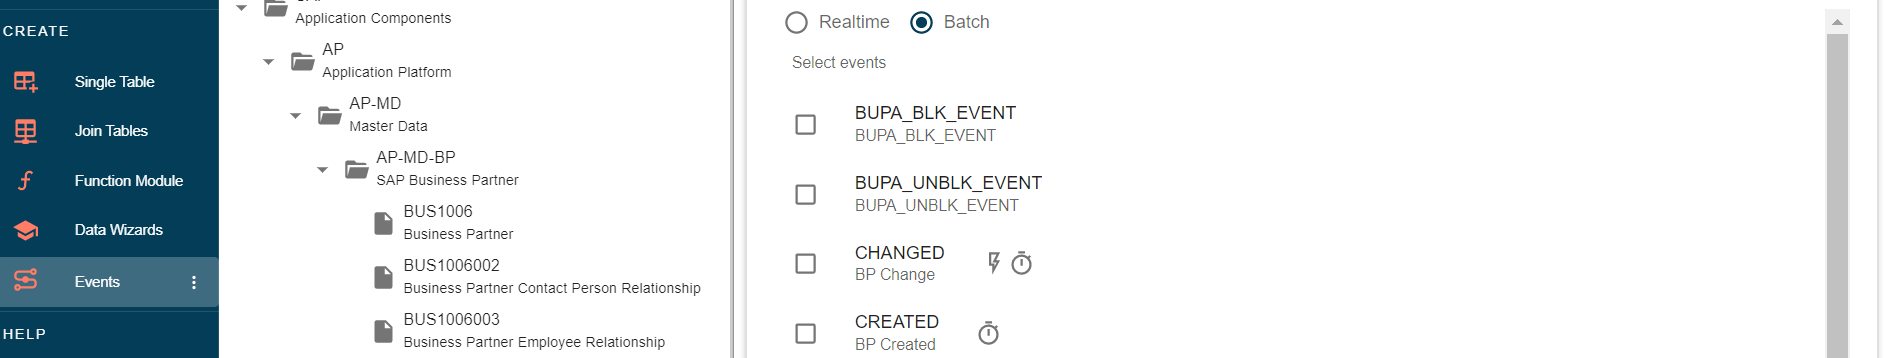 CREATE
Single Table
Join Tables
Function Module
Data Wizards
Events
HELP
Application Components
AP
Application Platform
AP-MD
Master Data
AP-MD-BP
SAP Business Partner
BUS1006
Business Partner
BUS1006002
Business Partner Contact Person Relationship
BUS1006003
Business Partner Employee Relationship
Realtime Batch
Select events
BUPA_BLK_EVENT
BUPA_BLK_EVENT
BUPA_UNBLK_EVENT
BUPA_UNBLK_EVENT
CHANGED
BP Change
CREATED
BP Created